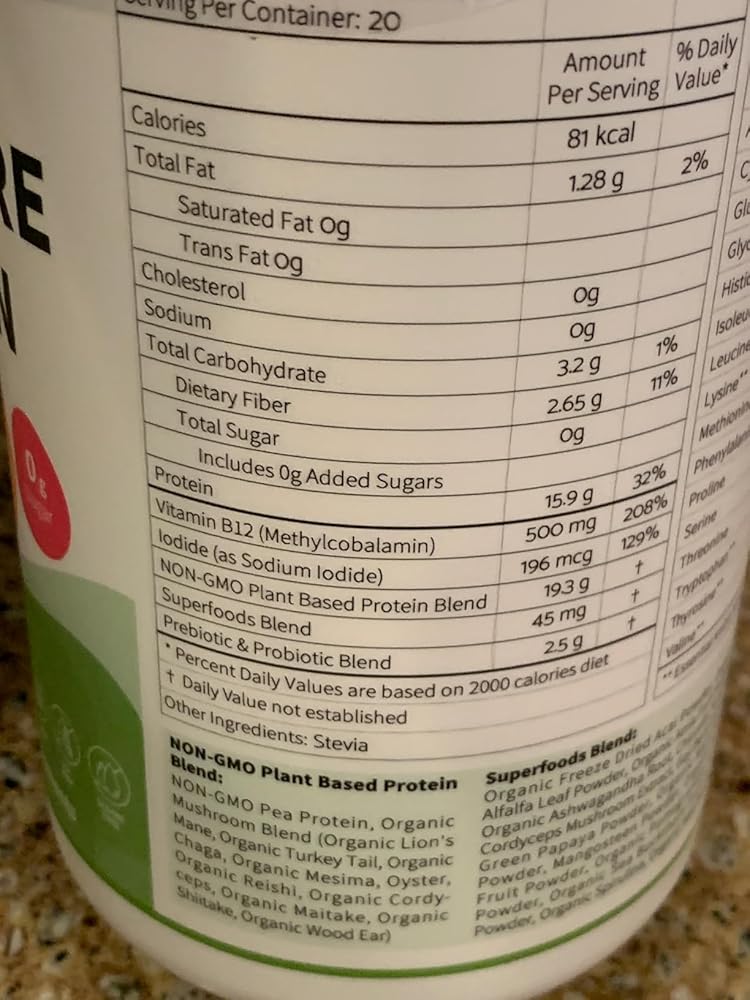 Serving Per Container: 20
Amount Per Serving
% Daily Value*
Calories 81 kcal
Total Fat 1.28 g 2%
Saturated Fat 0g
Trans Fat 0g
Cholesterol 0g
Sodium 0g
Total Carbohydrate 3.2 g 1%
Dietary Fiber 2.65 g 11%
Total Sugar 0g
Includes 0g Added Sugars
Protein 15.9 g 32%
Vitamin B12 (Methylcobalamin) 500 mg 208%
Iodide (as Sodium Iodide) 196 mcg 129%
NON-GMO Plant Based Protein Blend 19.3 g †
Superfoods Blend 45 mg †
Prebiotic & Probiotic Blend 2.5 g †
* Percent Daily Values are based on 2000 calories diet
† Daily Value not established
Other Ingredients: Stevia
NON-GMO Plant Based Protein
Blend:
NON-GMO Pea Protein, Organic
Mushroom Blend (Organic Lion's
Mane, Organic Turkey Tail, Organic
Chaga, Organic Mesima, Oyster,
Organic Reishi, Organic Cordy-
ceps, Organic Maitake, Organic
Shiitake, Organic Wood Ear)
Superfoods Blend:
Organic Freeze Dried Acai
Alfalfa Leaf Powder, Organic
Organic Ashwagandha Root,
Cordyceps Mushroom
Green Papaya Powder,
Powder, Mangosteen
Fruit Powder, Organic
Powder, Organic Sea
Powder, Organic
Lysine**
Proline
Serine
Threonine
Tryptophan**
Valine**
0 g